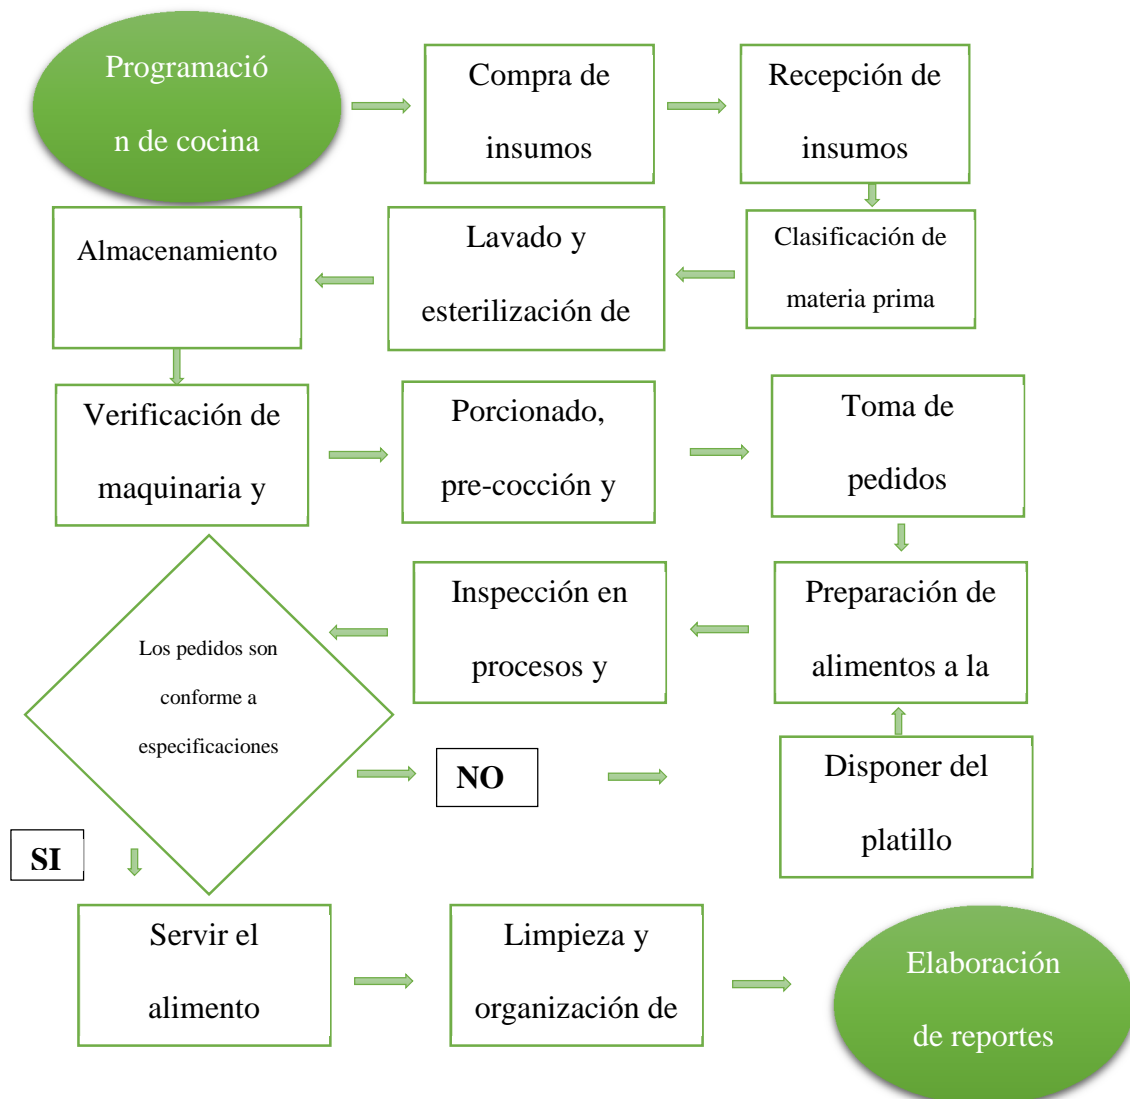 Programació
n de cocina
Compra de
insumos
Recepción de
insumos
Clasificación de
materia prima
Lavado y
esterilización de
Almacenamiento
Verificación de
maquinaria y
Porcionado,
pre-cocción y
Toma de
pedidos
Preparación de
alimentos a la
Inspección en
procesos y
Los pedidos son
conforme a
especificaciones
NO
Disponer del
platillo
SI
Servir el
alimento
Limpieza y
organización de
Elaboración
de reportes